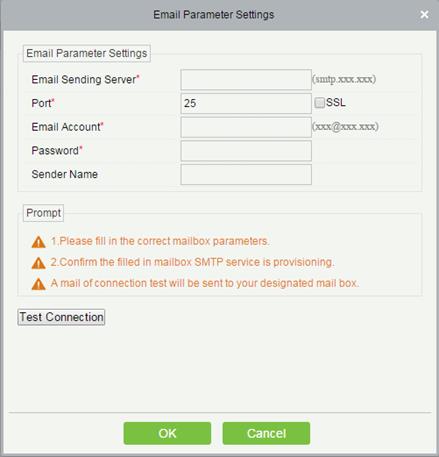 Email Parameter Settings ×
Email Parameter Settings
Email Sending Server* (smtp.xxx.xxx)
Port* 25 SSL
Email Account* (xxx@xxx.xxx)
Password*
Sender Name
Prompt
1.Please fill in the correct mailbox parameters.
2.Confirm the filled in mailbox SMTP service is provisioning.
A mail of connection test will be sent to your designated mail box.
Test Connection
OK Cancel